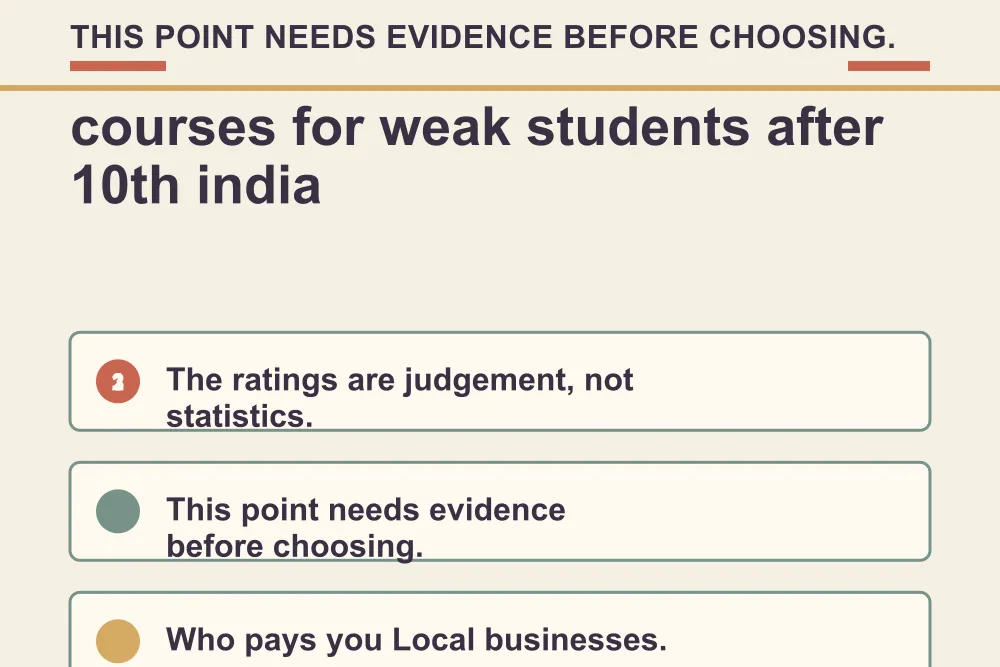 THIS POINT NEEDS EVIDENCE BEFORE CHOOSING.
courses for weak students after
10th india
The ratings are judgement, not
statistics.
This point needs evidence
before choosing.
Who pays you Local businesses.